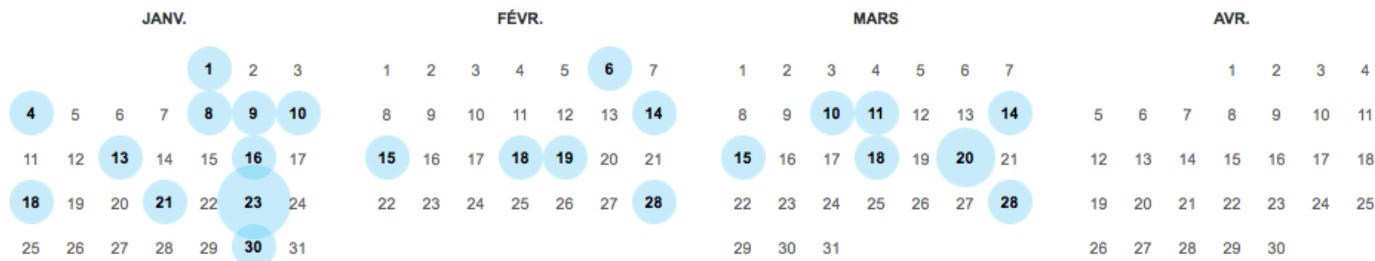 JANV. FÉVR. MARS AVR.
1 2 3 1 2 3 4 5 6 7 1 2 3 4 5 6 7 1 2 3 4
4 5 6 7 8 9 10 8 9 10 11 12 13 14 8 9 10 11 12 13 14 5 6 7 8 9 10 11
11 12 13 14 15 16 17 15 16 17 18 19 20 21 15 16 17 18 19 20 21 12 13 14 15 16 17 18
18 19 20 21 22 23 24 22 23 24 25 26 27 28 22 23 24 25 26 27 28 19 20 21 22 23 24 25
25 26 27 28 29 30 31 29 30 31 26 27 28 29 30